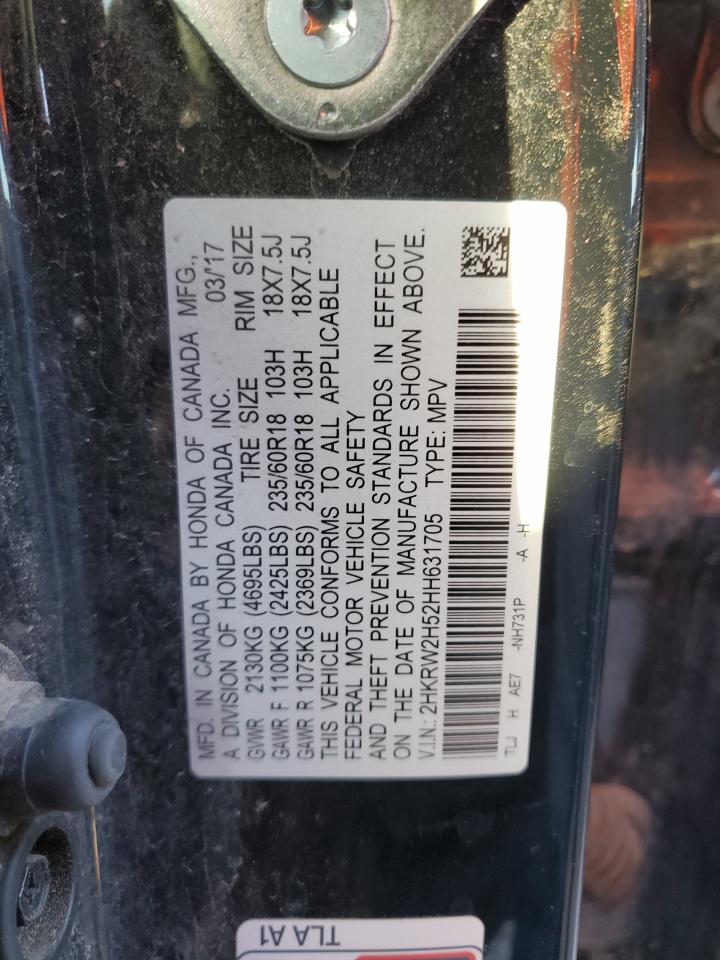 MFD. IN CANADA BY HONDA OF CANADA MFG.,
A DIVISION OF HONDA CANADA INC. 03/'17
GVWR 2130KG (4695LBS) TIRE SIZE RIM SIZE
GAWR F 1100KG (2425LBS) 235/60R18 103H 18X7.5J
GAWR R 1075KG (2369LBS) 235/60R18 103H 18X7.5J
THIS VEHICLE CONFORMS TO ALL APPLICABLE
FEDERAL MOTOR VEHICLE SAFETY
AND THEFT PREVENTION STANDARDS IN EFFECT
ON THE DATE OF MANUFACTURE SHOWN ABOVE.
V.I.N.: 2HKRW2H52HH631705 TYPE: MPV
TLJ H AE7 -NH731P -A -H
TLA A1